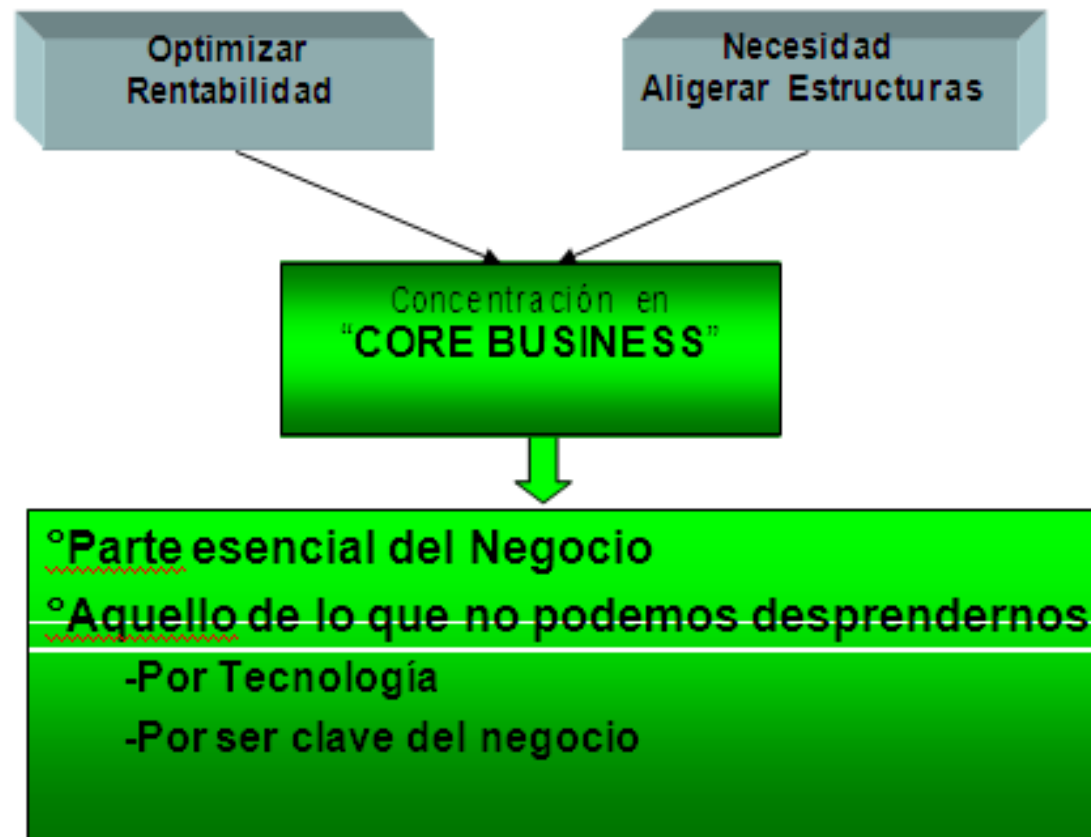 Optimizar
Rentabilidad
Necesidad
Aligerar Estructuras
Concentración en
“CORE BUSINESS”
°Parte esencial del Negocio
°Aquello de lo que no podemos desprendernos
-Por Tecnología
-Por ser clave del negocio